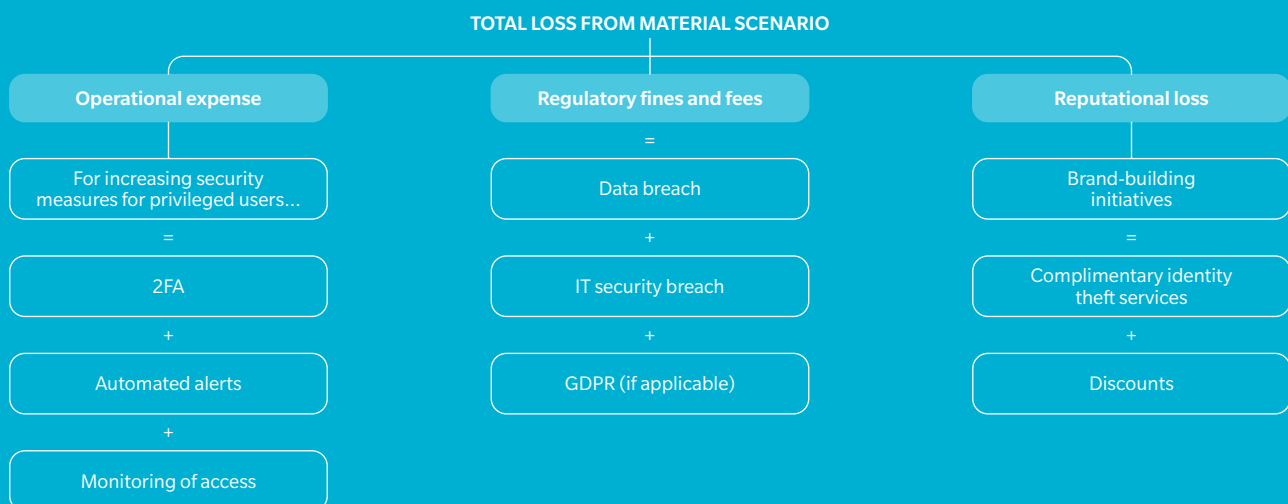 TOTAL LOSS FROM MATERIAL SCENARIO
Operational expense
For increasing security
measures for privileged users...
=
2FA
+
Automated alerts
+
Monitoring of access
Regulatory fines and fees
=
Data breach
+
IT security breach
+
GDPR (if applicable)
Reputational loss
Brand-building
initiatives
=
Complimentary identity
theft services
+
Discounts